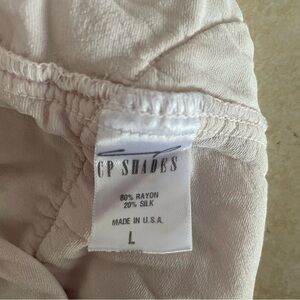 CP SHADES
80% RAYON
20% SILK
MADE IN U.S.A.
L